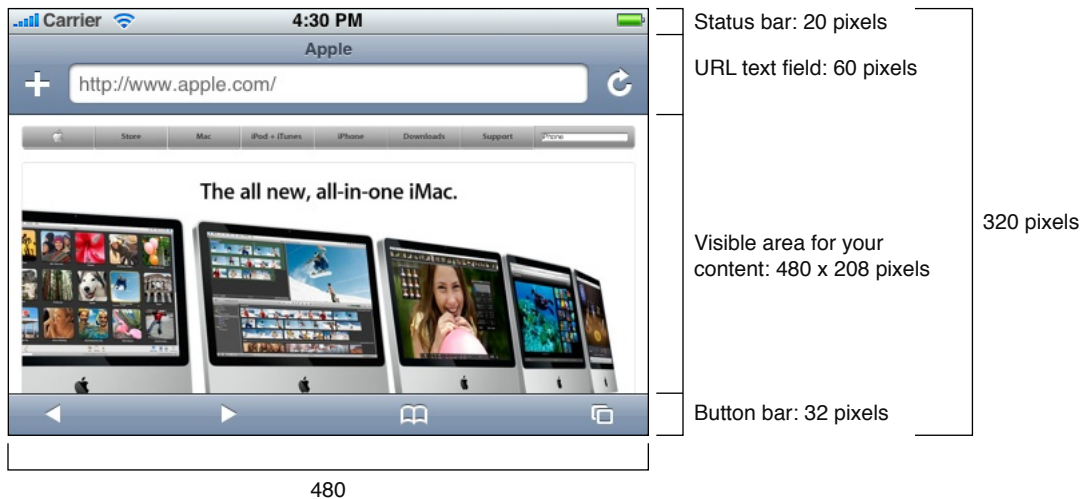 Carrier 4:30 PM
Apple
http://www.apple.com/
Store Mac iPod + iTunes iPhone Downloads Support iPhone
The all new, all-in-one iMac.
Status bar: 20 pixels
URL text field: 60 pixels
Visible area for your
content: 480 x 208 pixels
Button bar: 32 pixels
320 pixels
480